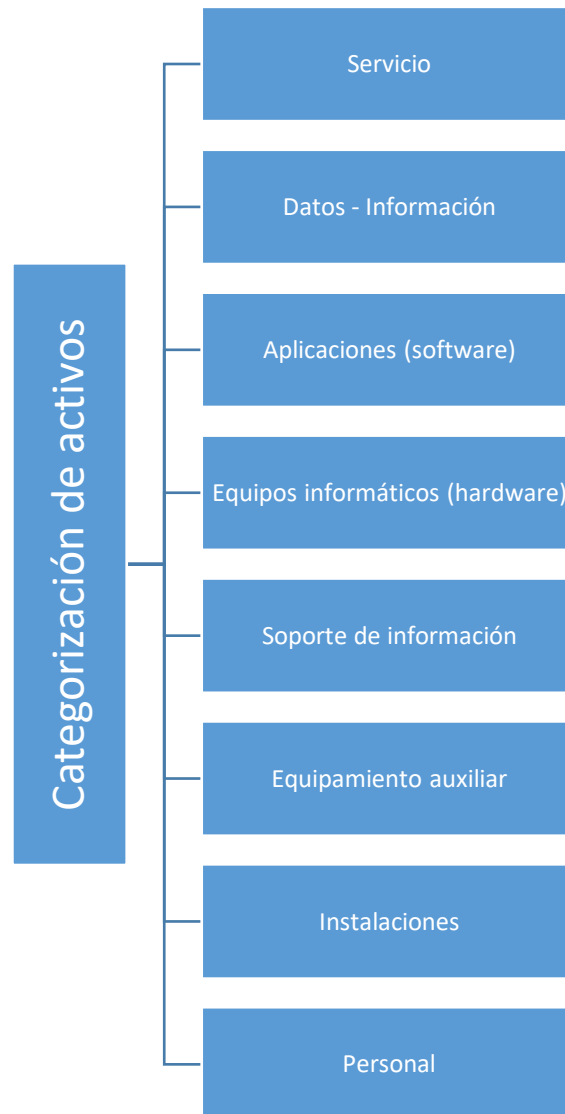 Categorización de activos
Servicio
Datos - Información
Aplicaciones (software)
Equipos informáticos (hardware)
Soporte de información
Equipamiento auxiliar
Instalaciones
Personal